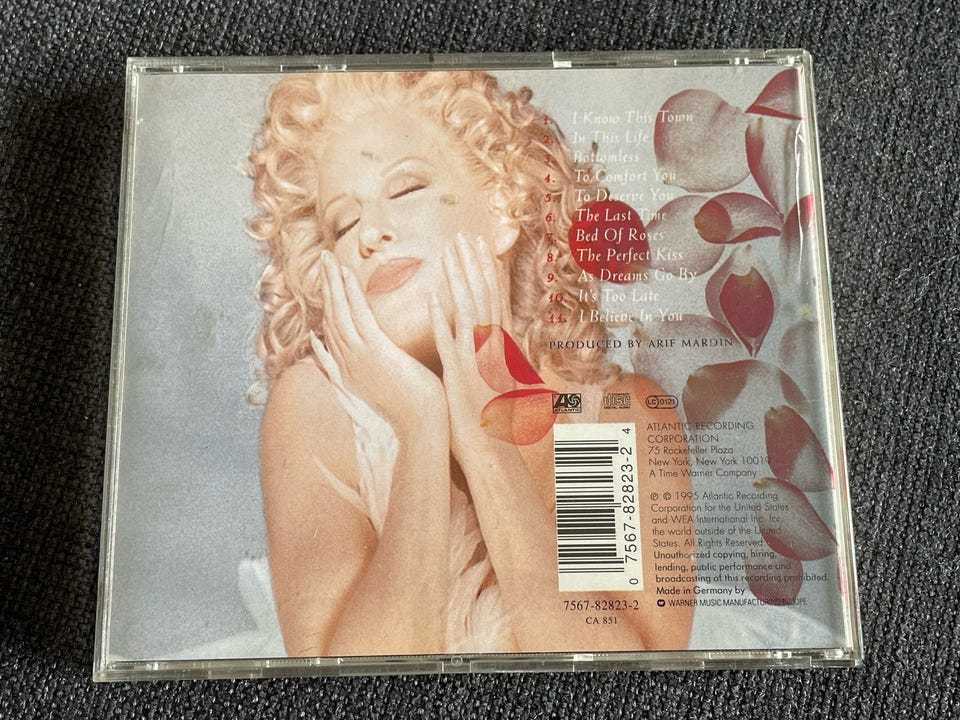 1. I Know This Town
2. In This Life
3. Bottomless
4. To Comfort You
5. To Deserve You
6. The Last Time
7. Bed Of Roses
8. The Perfect Kiss
9. As Dreams Go By
10. It's Too Late
11. I Believe In You
PRODUCED BY ARIF MARDIN
ATLANTIC
DISC
DIGITAL AUDIO
LC 0121
ATLANTIC RECORDING
CORPORATION
75 Rockefeller Plaza
New York, New York 10019
A Time Warner Company
℗ © 1995 Atlantic Recording
Corporation for the United States
and WEA International Inc. for
the world outside of the United
States. All Rights Reserved.
Unauthorized copying, hiring,
lending, public performance and
broadcasting of this recording prohibited.
Made in Germany by
WARNER MUSIC MANUFACTURING EUROPE
0 7567-82823-2 4
7567-82823-2
CA 851